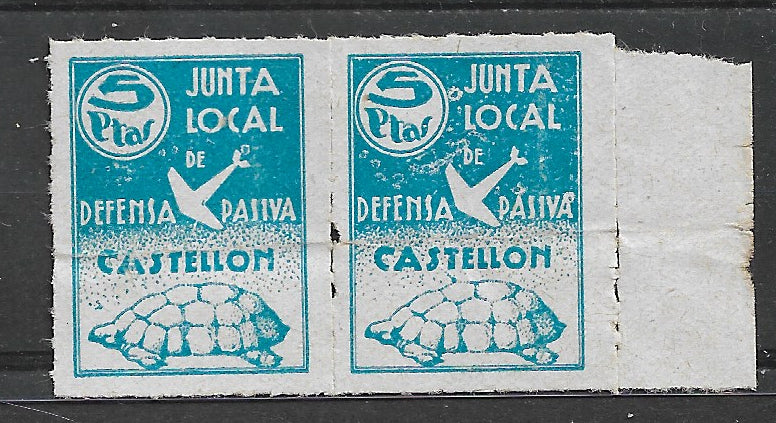 5 Ptas
JUNTA
LOCAL
DE
DEFENSA PASIVA
CASTELLON
5 Ptas
JUNTA
LOCAL
DE
DEFENSA PASIVA
CASTELLON